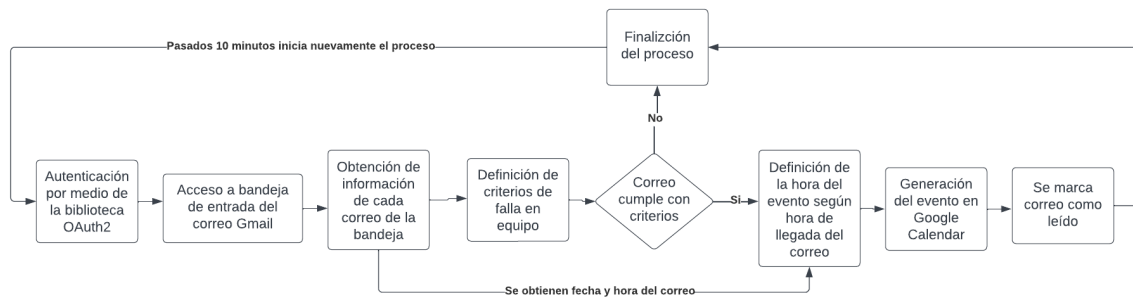 Finalizción
del proceso
Pasados 10 minutos inicia nuevamente el proceso
No
Autenticación
por medio de
la biblioteca
OAuth2
Acceso a bandeja
de entrada del
correo Gmail
Obtención de
información
de cada
correo de la
bandeja
Definición de
criterios de
falla en
equipo
Correo
cumple con
criterios
Si
Definición de
la hora del
evento según
hora de
llegada del
correo
Generación
del evento en
Google
Calendar
Se marca
correo como
leído
Se obtienen fecha y hora del correo